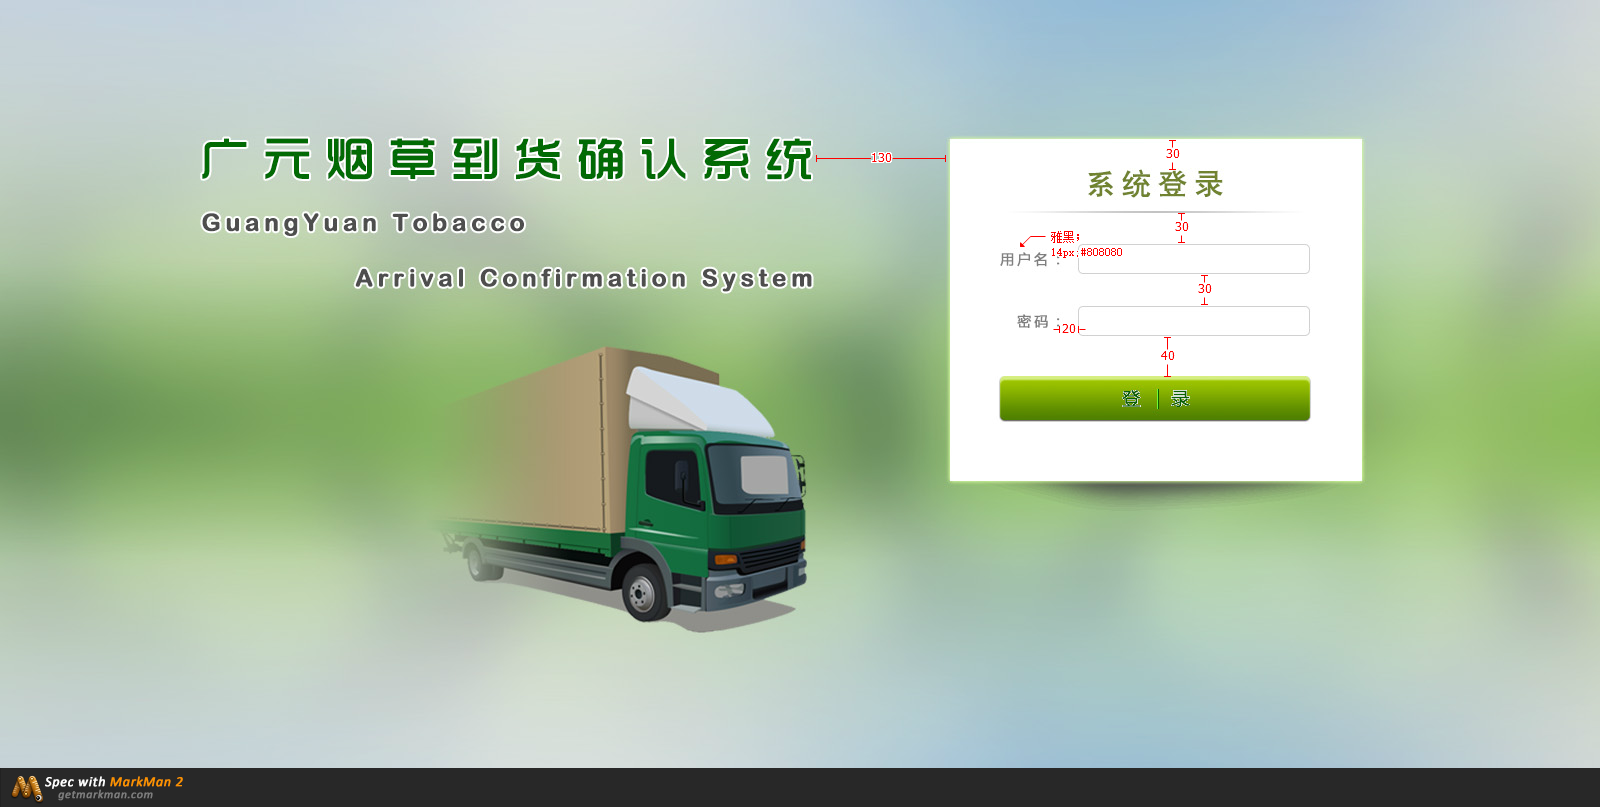 广元烟草到货确认系统
GuangYuan Tobacco
Arrival Confirmation System
130
30
系统登录
30
雅黑;
14px;#808080
用户名：
30
密码：
20
40
登 | 录
Spec with MarkMan 2
getmarkman.com